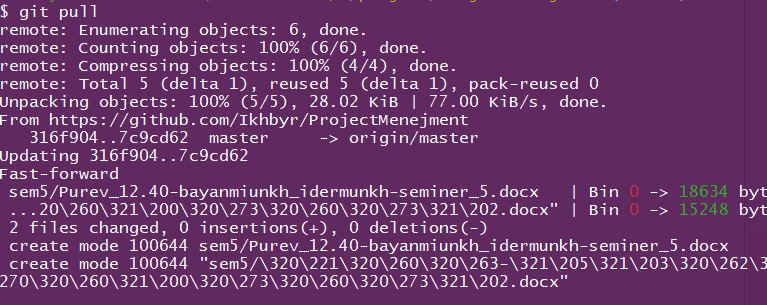 $ git pull
remote: Enumerating objects: 6, done.
remote: Counting objects: 100% (6/6), done.
remote: Compressing objects: 100% (4/4), done.
remote: Total 5 (delta 1), reused 5 (delta 1), pack-reused 0
Unpacking objects: 100% (5/5), 28.02 KiB | 77.00 KiB/s, done.
From https://github.com/Ikhbyr/ProjectMenejment
   316f904..7c9cd62  master     -> origin/master
Updating 316f904..7c9cd62
Fast-forward
 sem5/Purev_12.40-bayanmiunkh_idermunkh-seminer_5.docx   | Bin 0 -> 18634 byt
 ...20\260\321\200\320\273\320\260\320\273\321\202.docx" | Bin 0 -> 15248 byt
 2 files changed, 0 insertions(+), 0 deletions(-)
 create mode 100644 sem5/Purev_12.40-bayanmiunkh_idermunkh-seminer_5.docx
 create mode 100644 "sem5/\320\221\320\260\320\263-\321\205\321\203\320\262\3
270\320\260\321\200\320\273\320\260\320\273\321\202.docx"